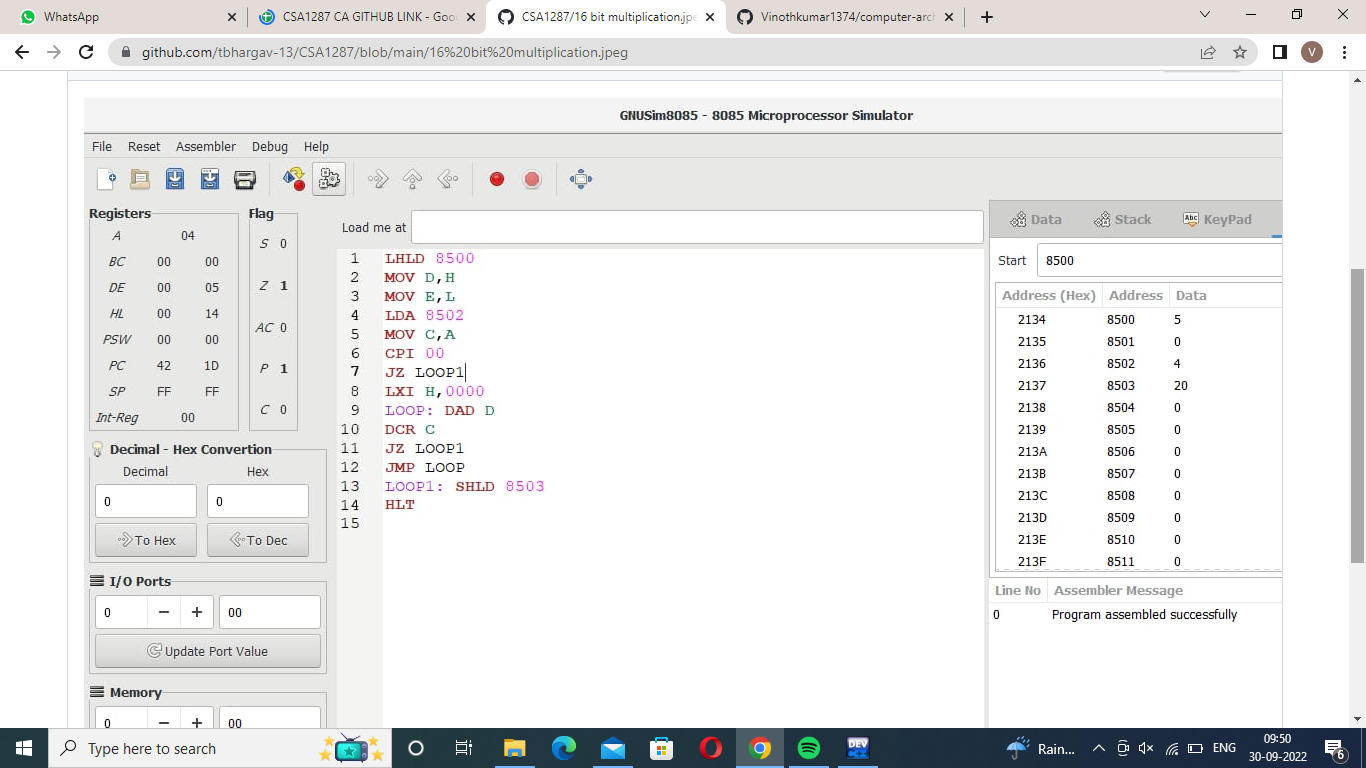 WhatsApp
CSA1287 CA GITHUB LINK - Goo
CSA1287/16 bit multiplication.jpe
Vinothkumar1374/computer-arch
github.com/tbhargav-13/CSA1287/blob/main/16%20bit%20multiplication.jpeg
V
GNUSim8085 - 8085 Microprocessor Simulator
File Reset Assembler Debug Help
Registers
A 04
BC 00 00
DE 00 05
HL 00 14
PSW 00 00
PC 42 1D
SP FF FF
Int-Reg 00
Flag
S 0
Z 1
AC 0
P 1
C 0
Decimal - Hex Convertion
Decimal Hex
0 0
To Hex To Dec
I/O Ports
0 − + 00
Update Port Value
Memory
0 − + 00
Load me at
1 LHLD 8500
2 MOV D,H
3 MOV E,L
4 LDA 8502
5 MOV C,A
6 CPI 00
7 JZ LOOP1
8 LXI H,0000
9 LOOP: DAD D
10 DCR C
11 JZ LOOP1
12 JMP LOOP
13 LOOP1: SHLD 8503
14 HLT
15
Data Stack Abc KeyPad
Start 8500
Address (Hex) Address Data
2134 8500 5
2135 8501 0
2136 8502 4
2137 8503 20
2138 8504 0
2139 8505 0
213A 8506 0
213B 8507 0
213C 8508 0
213D 8509 0
213E 8510 0
213F 8511 0
Line No Assembler Message
0 Program assembled successfully
Type here to search
DEV
Rain...
ENG
09:50
30-09-2022
6